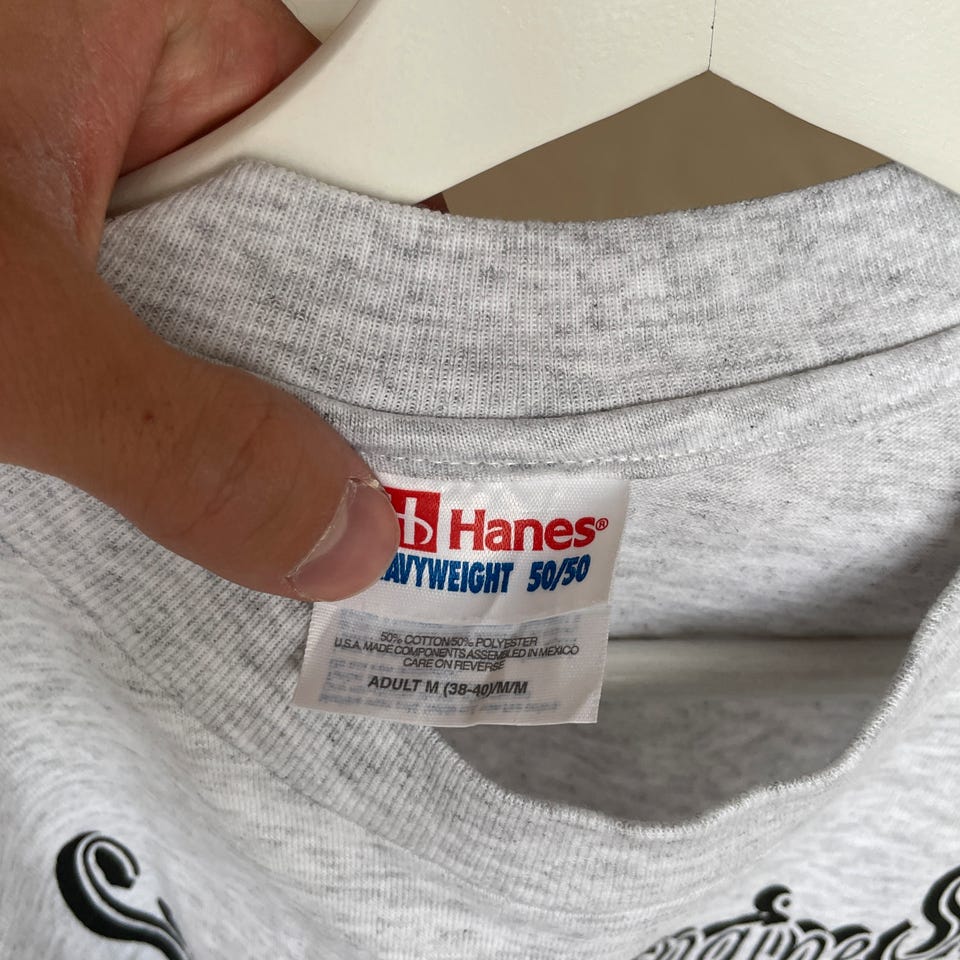 Hanes®
AVYWEIGHT 50/50
50% COTTON/50% POLYESTER
U.S.A. MADE COMPONENTS ASSEMBLED IN MEXICO
CARE ON REVERSE
ADULT M (38-40)/M/M